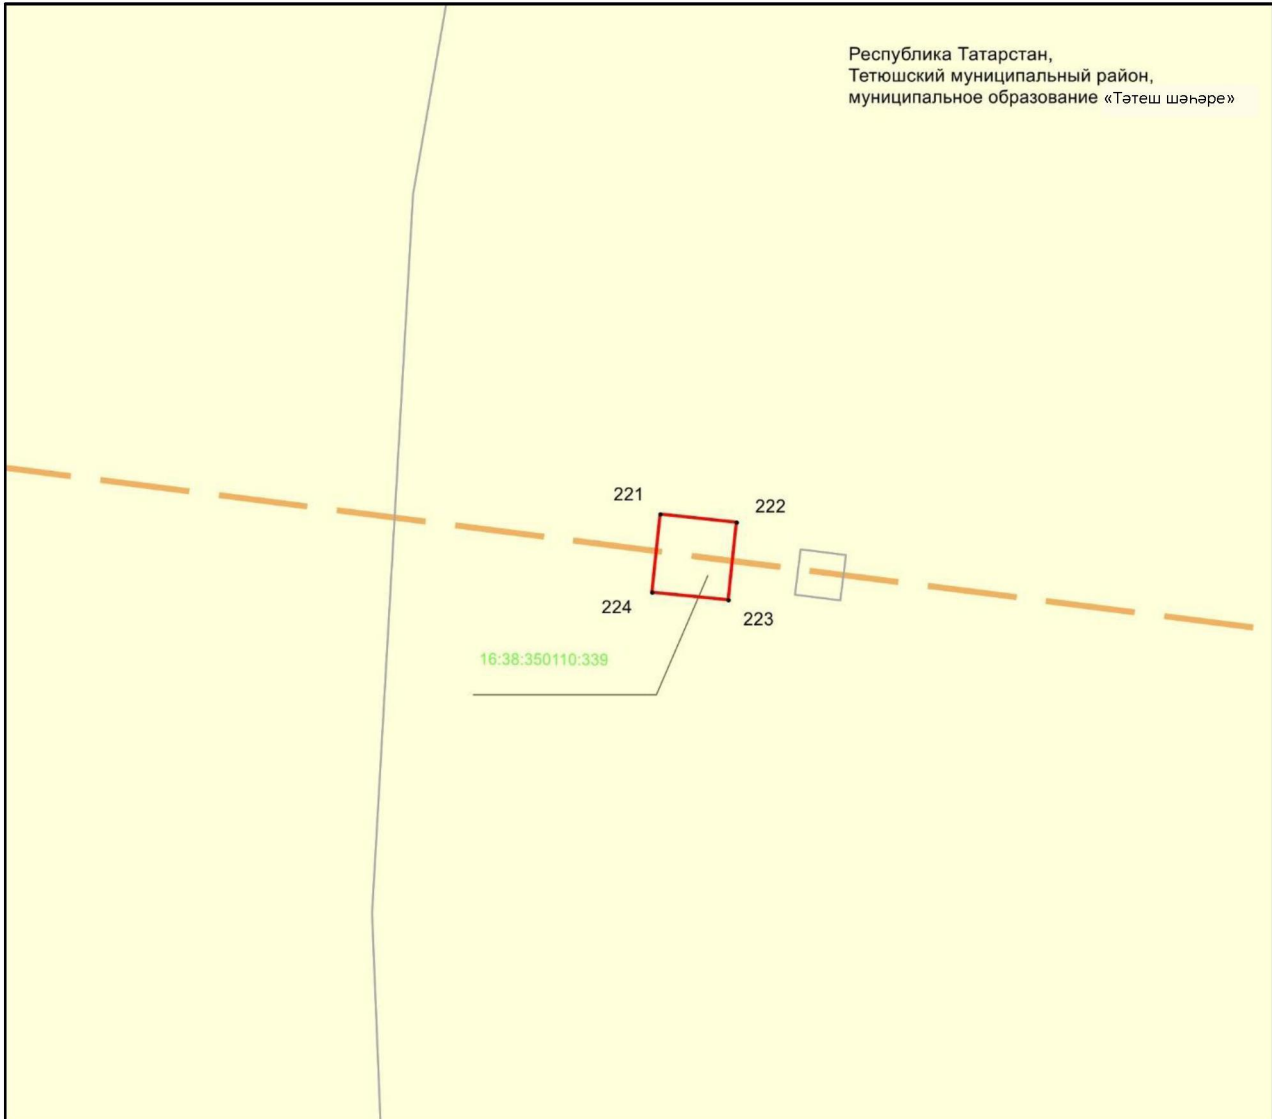 Республика Татарстан,
Тетюшский муниципальный район,
муниципальное образование «Тәтеш шәһәре»
221
222
224
223
16:38:350110:339